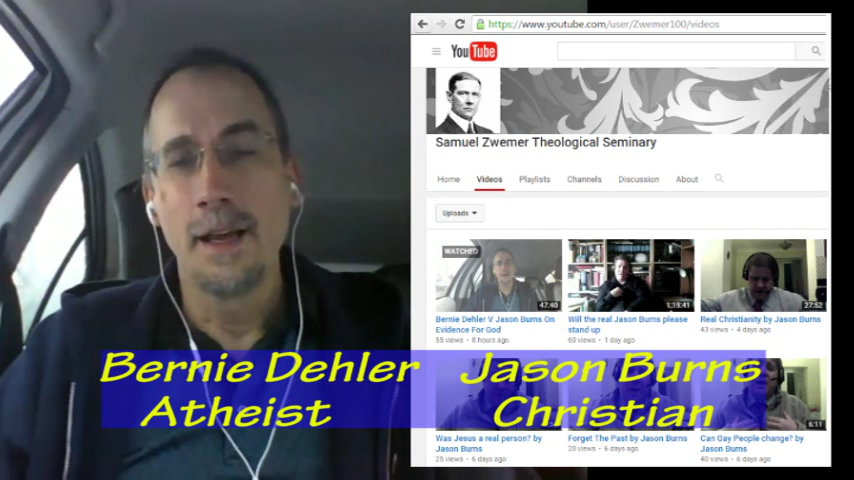 https://www.youtube.com/user/Zwemer100/videos
YouTube
Samuel Zwemer Theological Seminary
Home Videos Playlists Channels Discussion About
Uploads
WATCHED
47:40
1:19:41
27:52
Bernie Dehler V Jason Burns On
Evidence For God
55 views • 8 hours ago
Will the real Jason Burns please
stand up
60 views • 1 day ago
Real Christianity by Jason Burns
43 views • 4 days ago
Bernie Dehler
Atheist
Jason Burns
Christian
6:11
Was Jesus a real person? by
Jason Burns
25 views • 6 days ago
Forget The Past by Jason Burns
20 views • 6 days ago
Can Gay People change? by
Jason Burns
40 views • 6 days ago